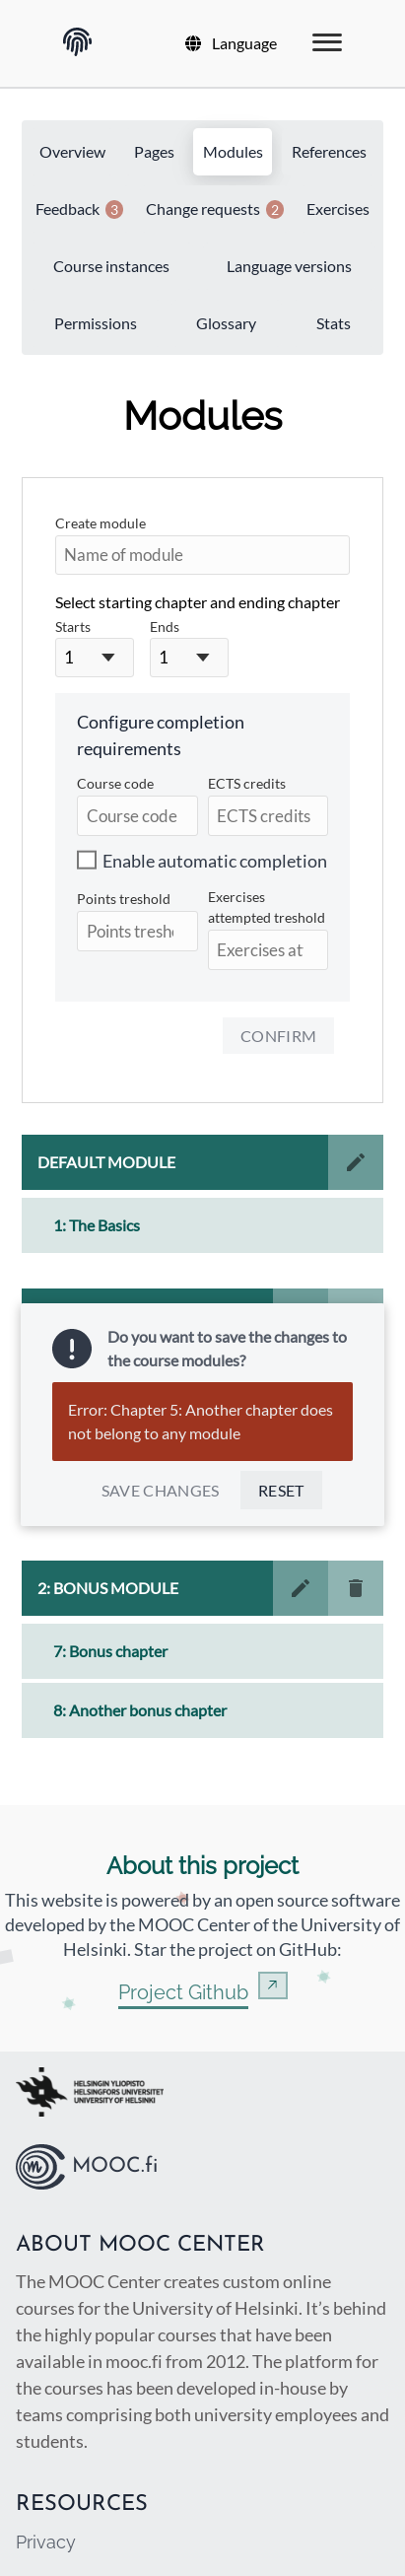 Language
Overview Pages Modules References
Feedback 3 Change requests 2 Exercises
Course instances Language versions
Permissions Glossary Stats
Modules
Create module
Name of module
Select starting chapter and ending chapter
Starts Ends
1 1
Configure completion
requirements
Course code ECTS credits
Course code ECTS credits
Enable automatic completion
Points treshold Exercises
attempted treshold
Points tresho Exercises at
CONFIRM
DEFAULT MODULE
1: The Basics
Do you want to save the changes to
the course modules?
Error: Chapter 5: Another chapter does
not belong to any module
SAVE CHANGES RESET
2: BONUS MODULE
7: Bonus chapter
8: Another bonus chapter
About this project
This website is powered by an open source software
developed by the MOOC Center of the University of
Helsinki. Star the project on GitHub:
Project Github
HELSINGIN YLIOPISTO
HELSINGFORS UNIVERSITET
UNIVERSITY OF HELSINKI
MOOC.fi
ABOUT MOOC CENTER
The MOOC Center creates custom online
courses for the University of Helsinki. It's behind
the highly popular courses that have been
available in mooc.fi from 2012. The platform for
the courses has been developed in-house by
teams comprising both university employees and
students.
RESOURCES
Privacy